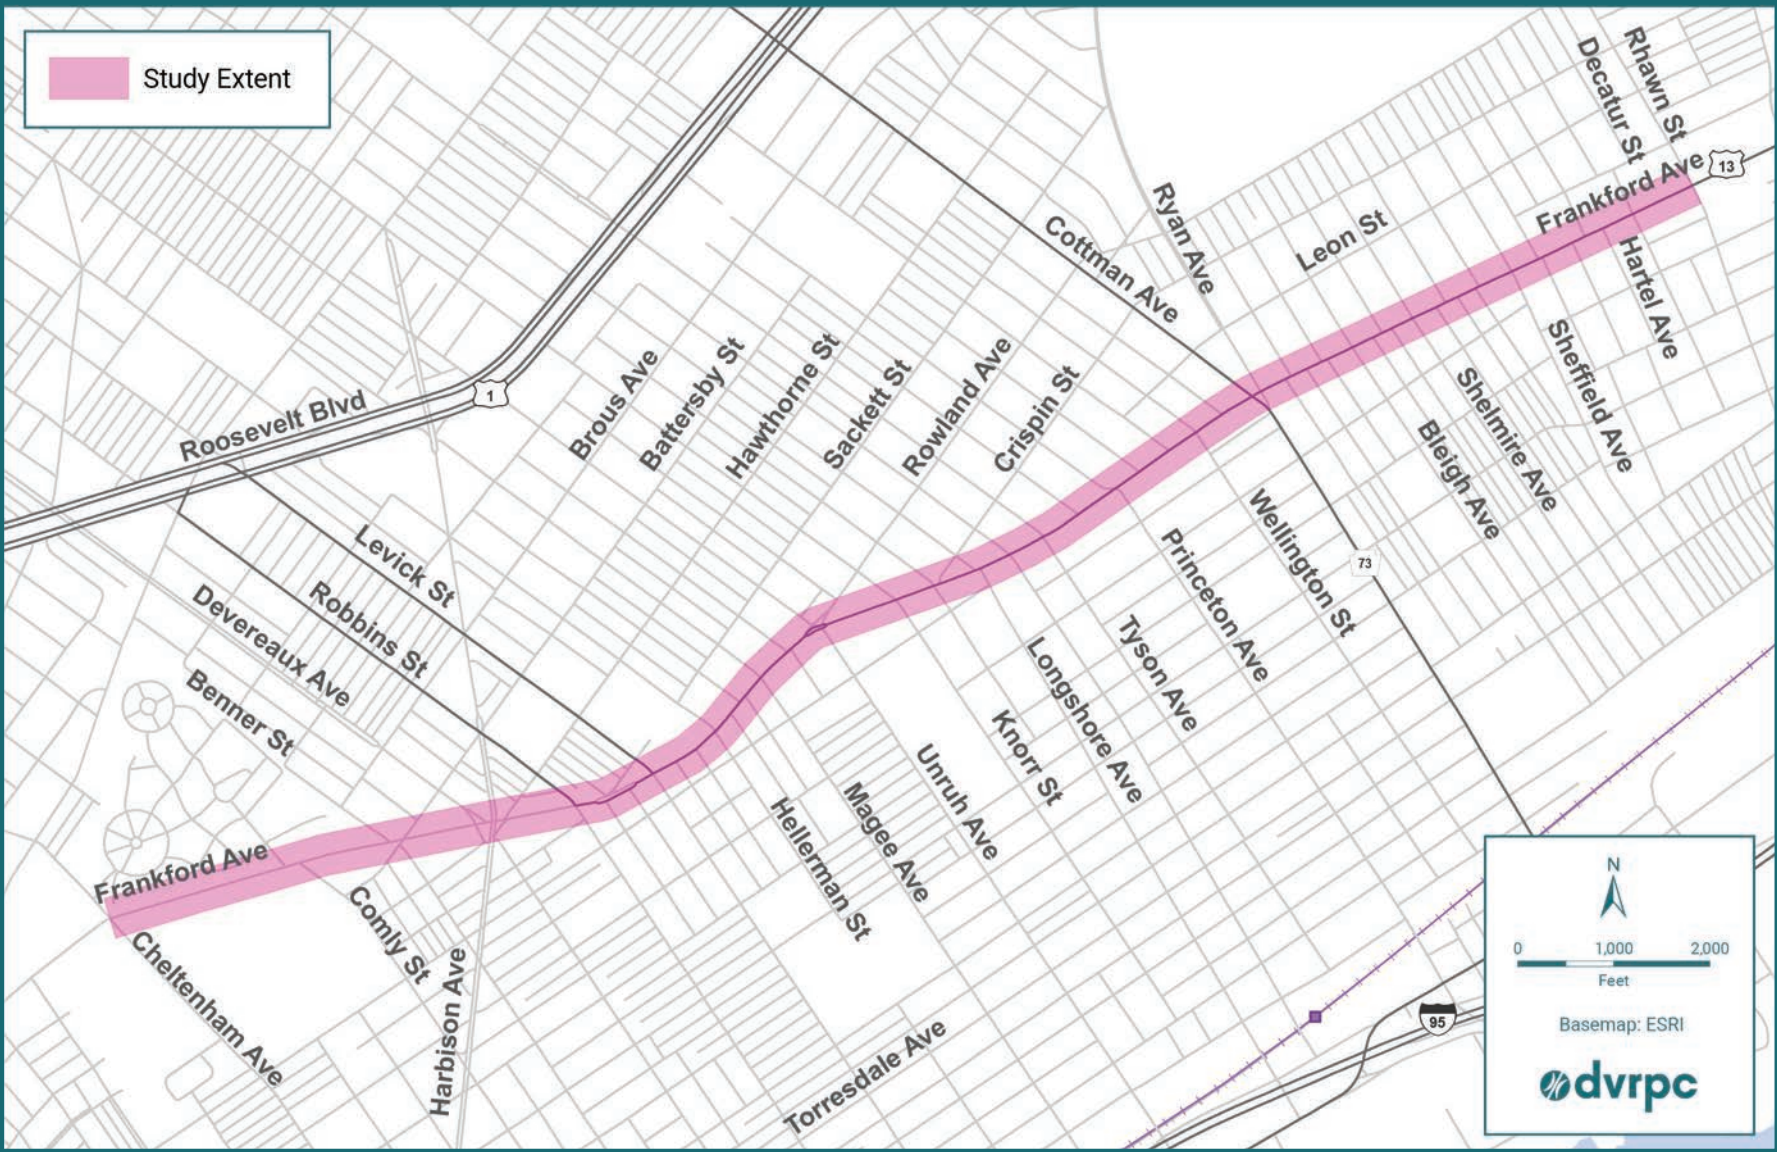 Study Extent
Rhawn St
Decatur St
Frankford Ave
13
Ryan Ave
Cottman Ave
Leon St
Hartel Ave
Sheffield Ave
Shelmire Ave
Bleigh Ave
Roosevelt Blvd
1
Brous Ave
Battersby St
Hawthorne St
Sackett St
Rowland Ave
Crispin St
Levick St
Robbins St
Devereaux Ave
Benner St
Wellington St
73
Princeton Ave
Tyson Ave
Longshore Ave
Knorr St
Unruh Ave
Magee Ave
Hellerman St
Frankford Ave
Comly St
Cheltenham Ave
Harbison Ave
Torresdale Ave
95
N
0 1,000 2,000
Feet
Basemap: ESRI
dvrpc